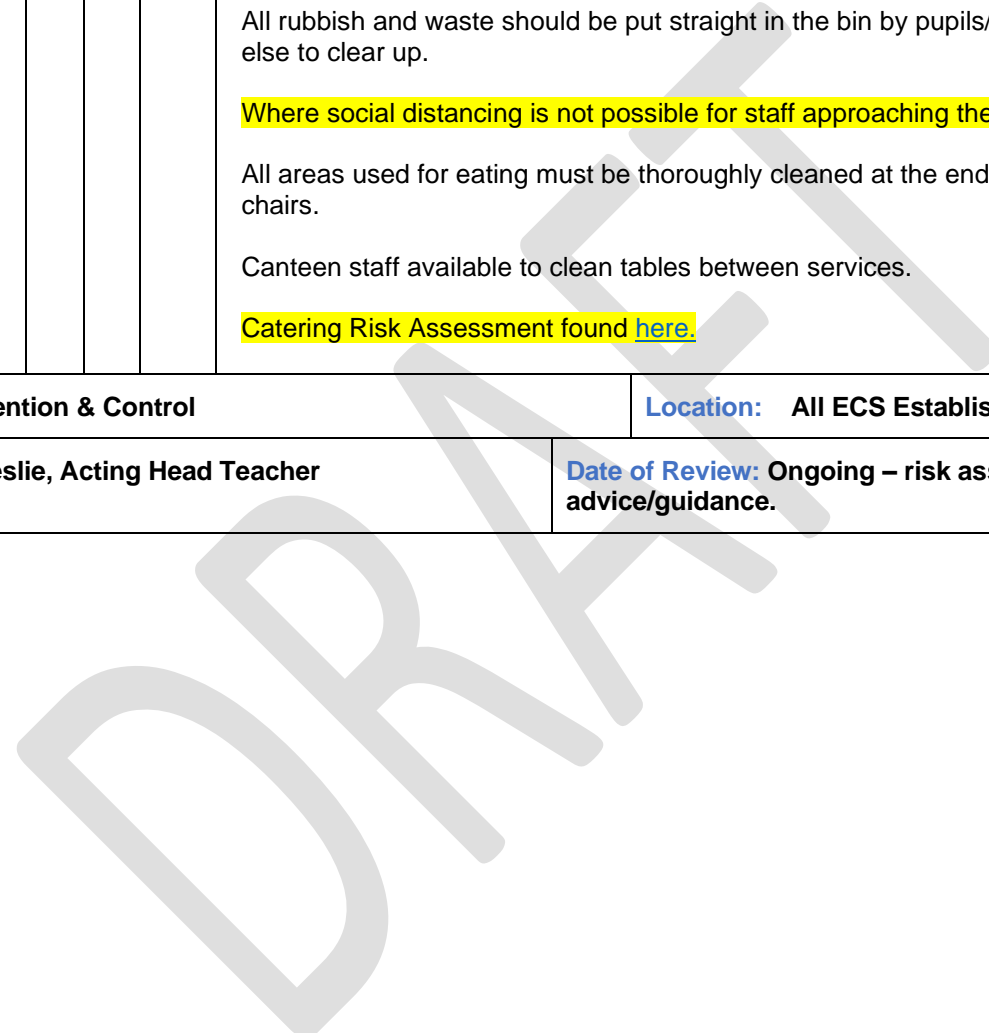 All rubbish and waste should be put straight in the bin by pupils/
else to clear up.
Where social distancing is not possible for staff approaching the
All areas used for eating must be thoroughly cleaned at the end
chairs.
Canteen staff available to clean tables between services.
Catering Risk Assessment found here.
ention & Control
Location: All ECS Establis
eslie, Acting Head Teacher
Date of Review: Ongoing – risk ass
advice/guidance.
DRAFT